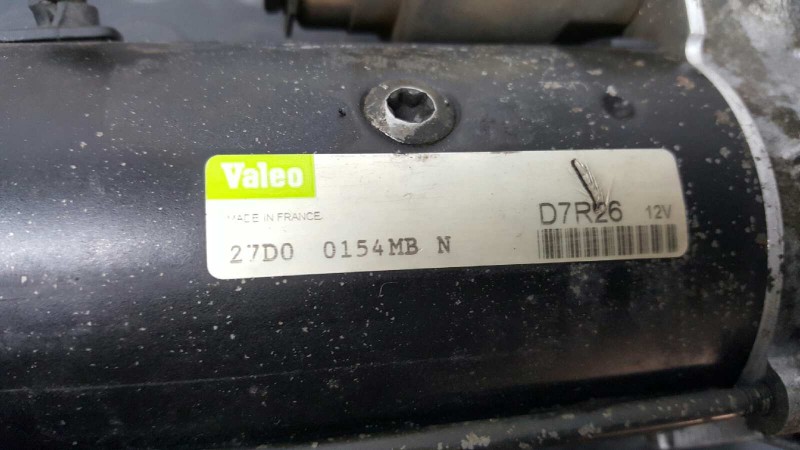 Valeo
MADE IN FRANCE
D7R26 12V
27D0 0154MB N